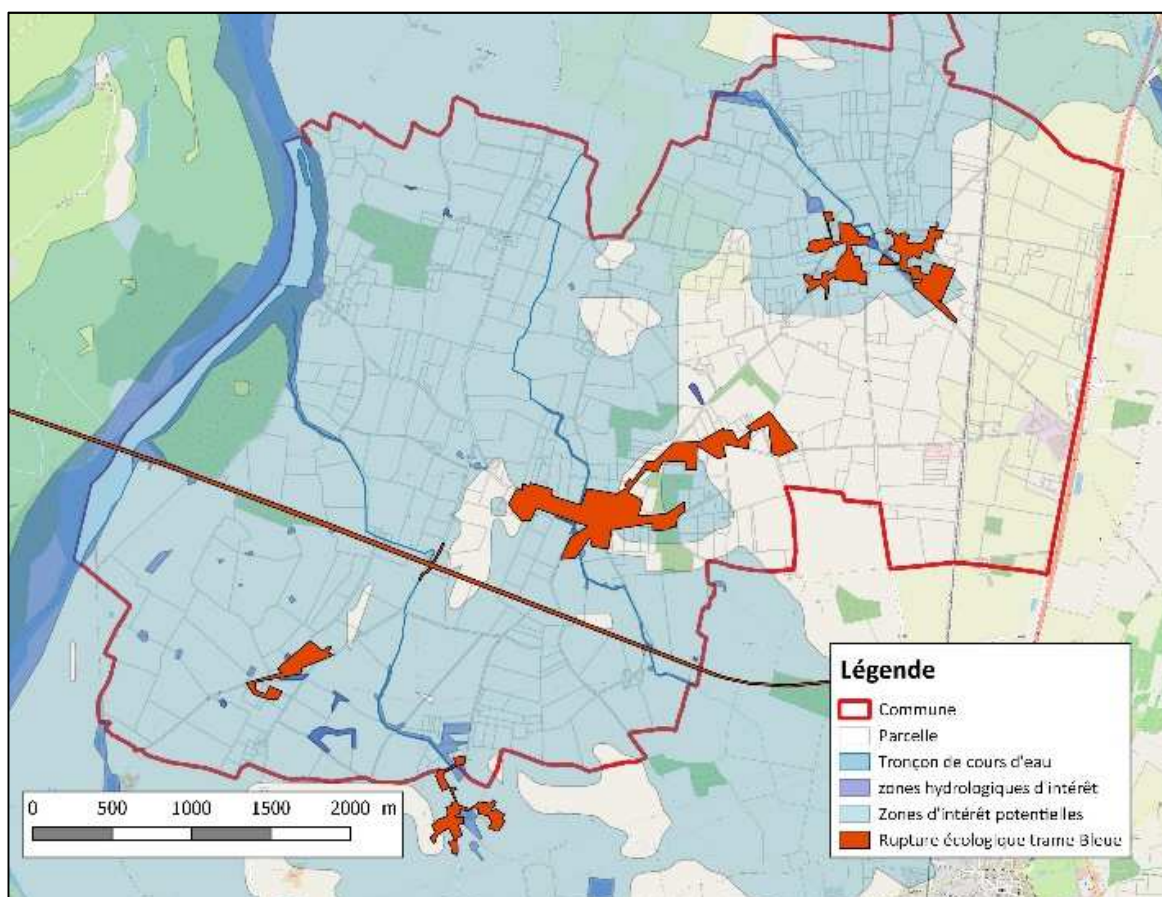 Légende
Commune
Parcelle
Tronçon de cours d'eau
zones hydrologiques d'intérêt
Zones d'intérêt potentielles
Rupture écologique trame Bleue
0 500 1000 1500 2000 m